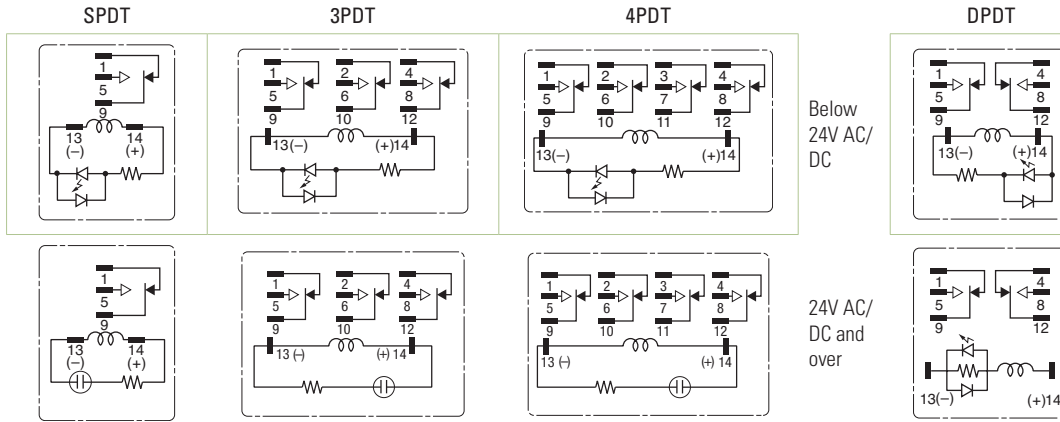 SPDT 3PDT 4PDT DPDT
1 5 9 13 (–) 14 (+)
1 5 9 2 6 10 4 8 12 13(–) (+)14
1 5 9 2 6 10 3 7 11 4 8 12 13(–) (+)14
Below
24V AC/
DC
1 5 9 4 8 12 13(–) (+)14
1 5 9 13 (–) 14 (+)
1 5 9 2 6 10 4 8 12 13 (–) (+) 14
1 5 9 2 6 10 3 7 11 4 8 12 13 (–) (+) 14
24V AC/
DC and
over
1 5 9 4 8 12 13(–) (+)14